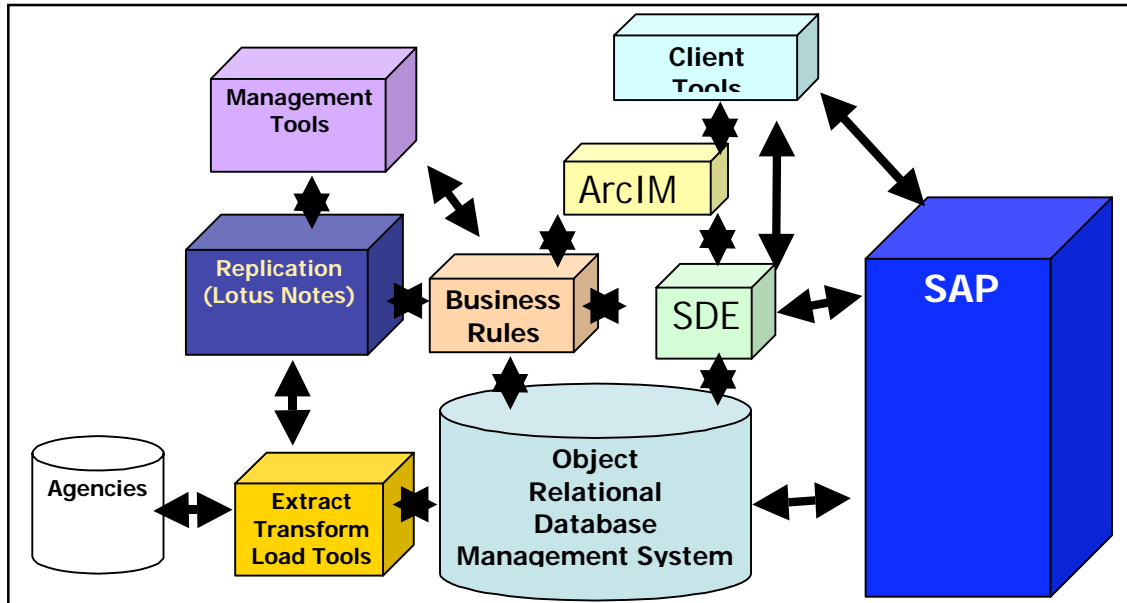 Client
Tools
Management
Tools
ArcIM
Replication
(Lotus Notes)
Business
Rules
SDE
SAP
Agencies
Extract
Transform
Load Tools
Object
Relational
Database
Management System